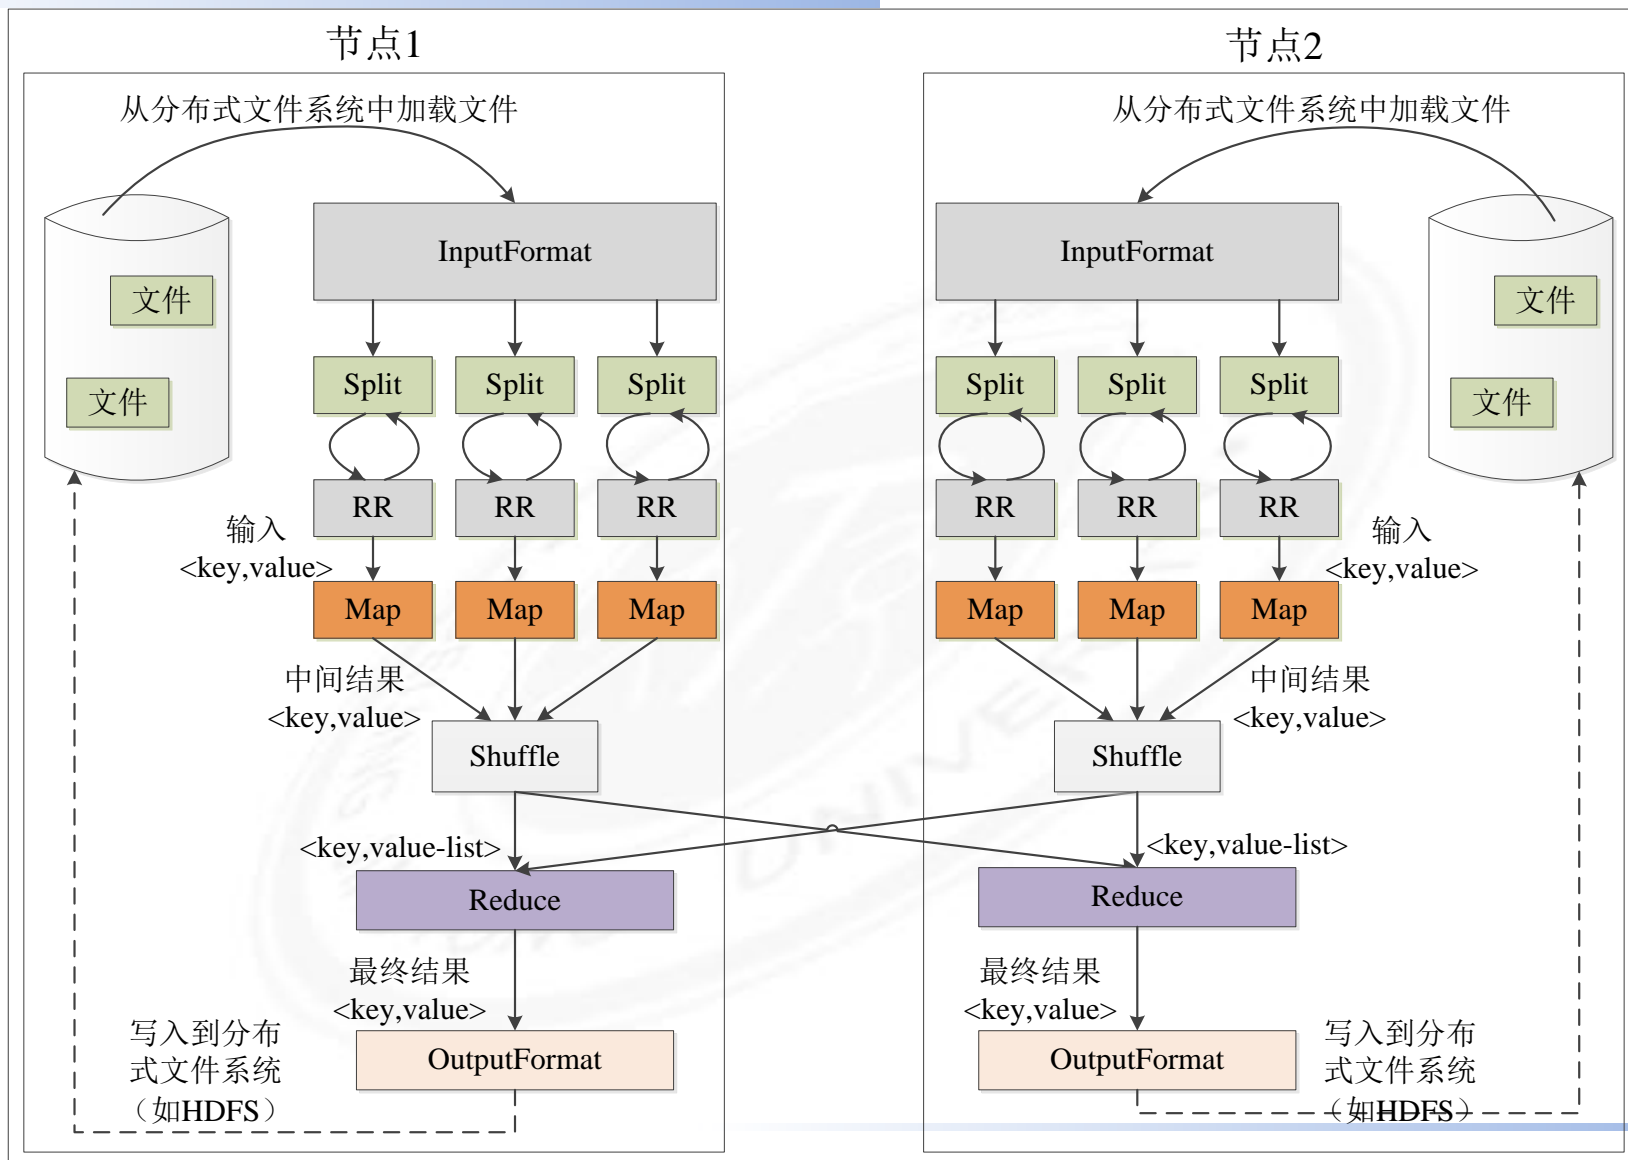 节点1
从分布式文件系统中加载文件
InputFormat
文件
文件
Split Split Split
RR RR RR
输入
<key,value>
Map Map Map
中间结果
<key,value>
Shuffle
<key,value-list>
Reduce
最终结果
<key,value>
OutputFormat
写入到分布
式文件系统
（如HDFS）
节点2
从分布式文件系统中加载文件
InputFormat
文件
文件
Split Split Split
RR RR RR
输入
<key,value>
Map Map Map
中间结果
<key,value>
Shuffle
<key,value-list>
Reduce
最终结果
<key,value>
OutputFormat
写入到分布
式文件系统
（如HDFS）